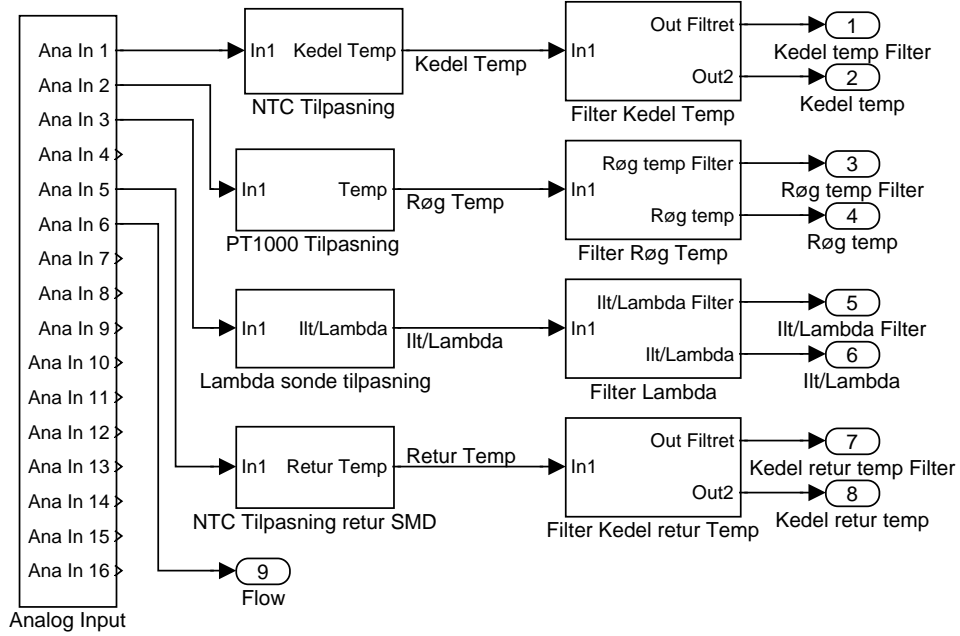 Ana In 1
Ana In 2
Ana In 3
Ana In 4
Ana In 5
Ana In 6
Ana In 7
Ana In 8
Ana In 9
Ana In 10
Ana In 11
Ana In 12
Ana In 13
Ana In 14
Ana In 15
Ana In 16
Analog Input
In1
Kedel Temp
NTC Tilpasning
Kedel Temp
In1
Out Filtret
Out2
Filter Kedel Temp
1
Kedel temp Filter
2
Kedel temp
In1
Temp
PT1000 Tilpasning
Røg Temp
In1
Røg temp Filter
Røg temp
Filter Røg Temp
3
Røg temp Filter
4
Røg temp
In1
Ilt/Lambda
Lambda sonde tilpasning
Ilt/Lambda
In1
Ilt/Lambda Filter
Ilt/Lambda
Filter Lambda
5
Ilt/Lambda Filter
6
Ilt/Lambda
In1
Retur Temp
NTC Tilpasning retur SMD
Retur Temp
In1
Out Filtret
Out2
Filter Kedel retur Temp
7
Kedel retur temp Filter
8
Kedel retur temp
9
Flow